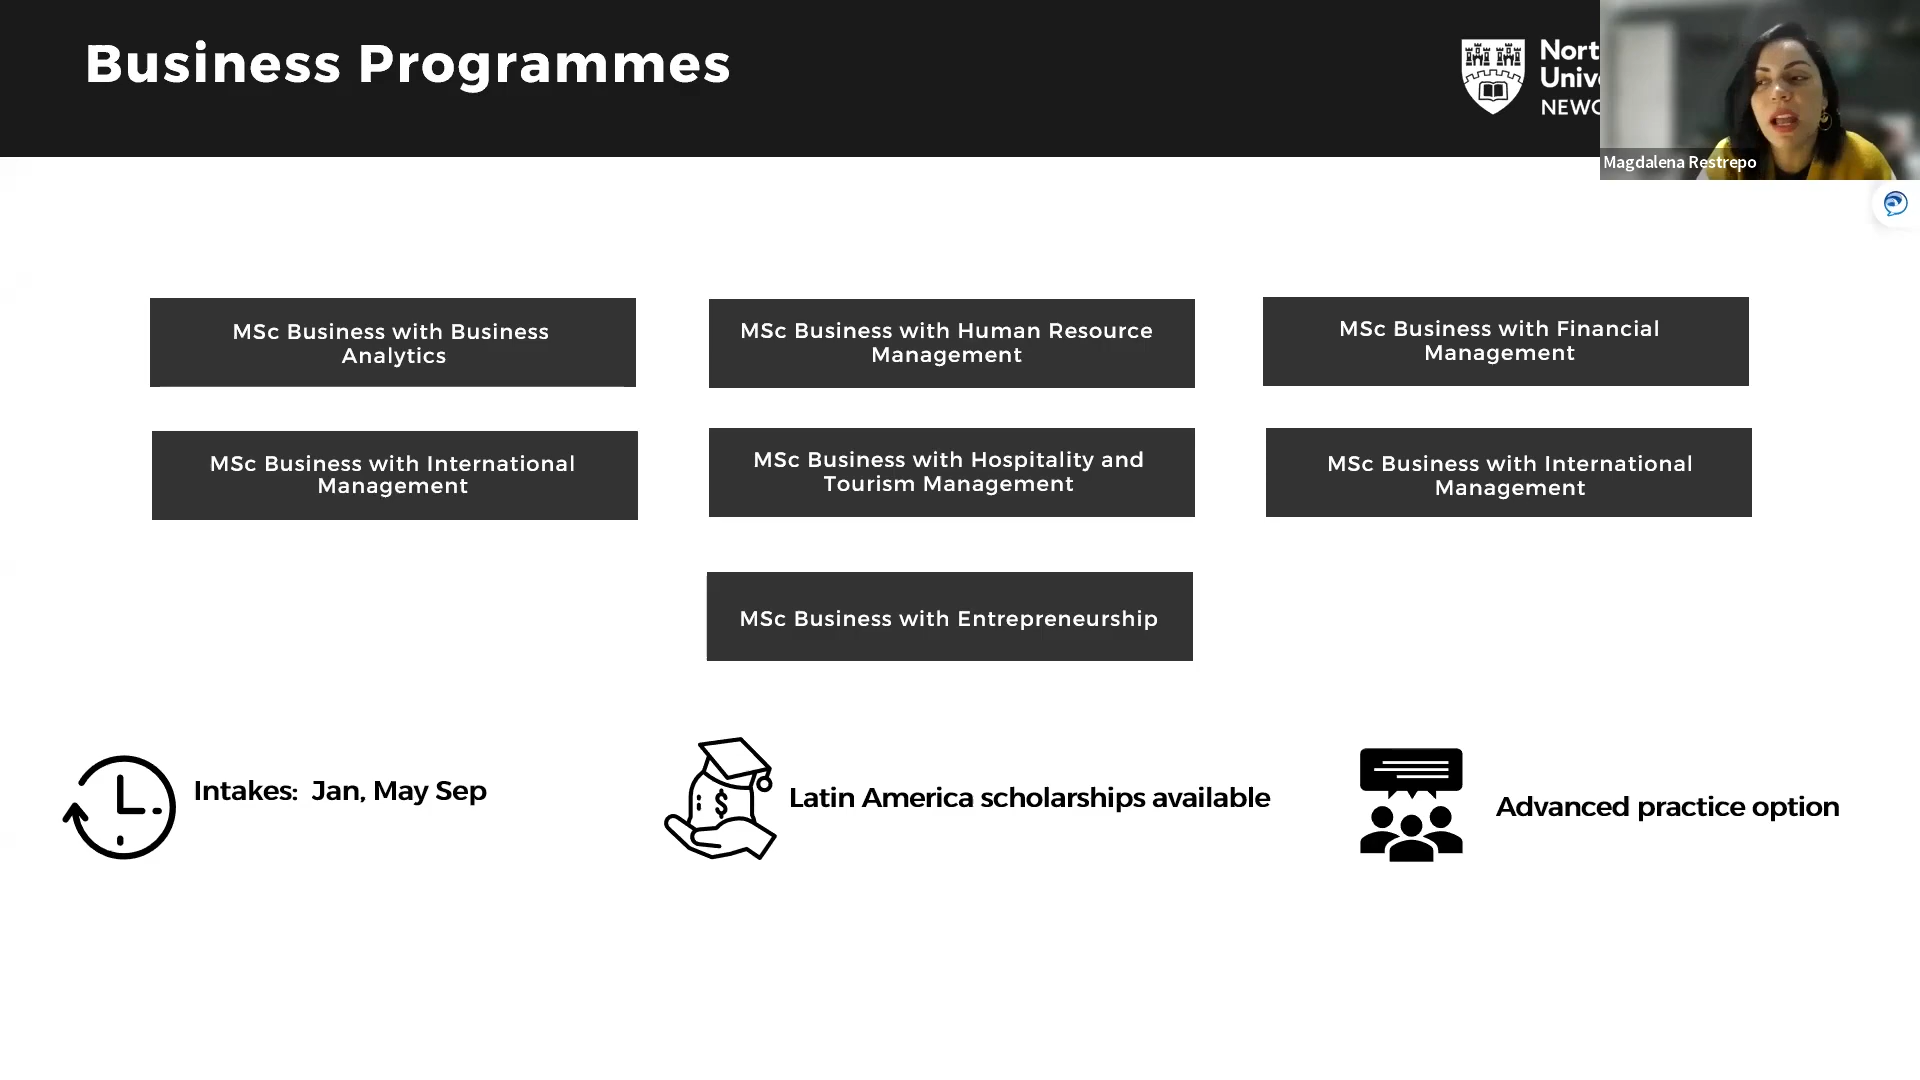 Business Programmes
Nort
Univ
NEWC
Magdalena Restrepo
MSc Business with Business
Analytics
MSc Business with Human Resource
Management
MSc Business with Financial
Management
MSc Business with International
Management
MSc Business with Hospitality and
Tourism Management
MSc Business with International
Management
MSc Business with Entrepreneurship
Intakes: Jan, May Sep
$
Latin America scholarships available
Advanced practice option